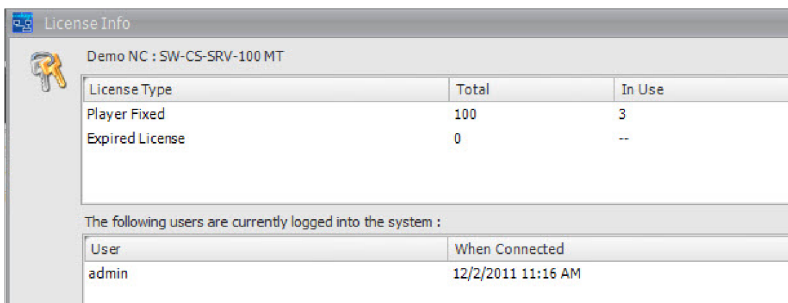 License Info
Demo NC : SW-CS-SRV-100 MT
License Type Total In Use
Player Fixed 100 3
Expired License 0 --
The following users are currently logged into the system :
User When Connected
admin 12/2/2011 11:16 AM